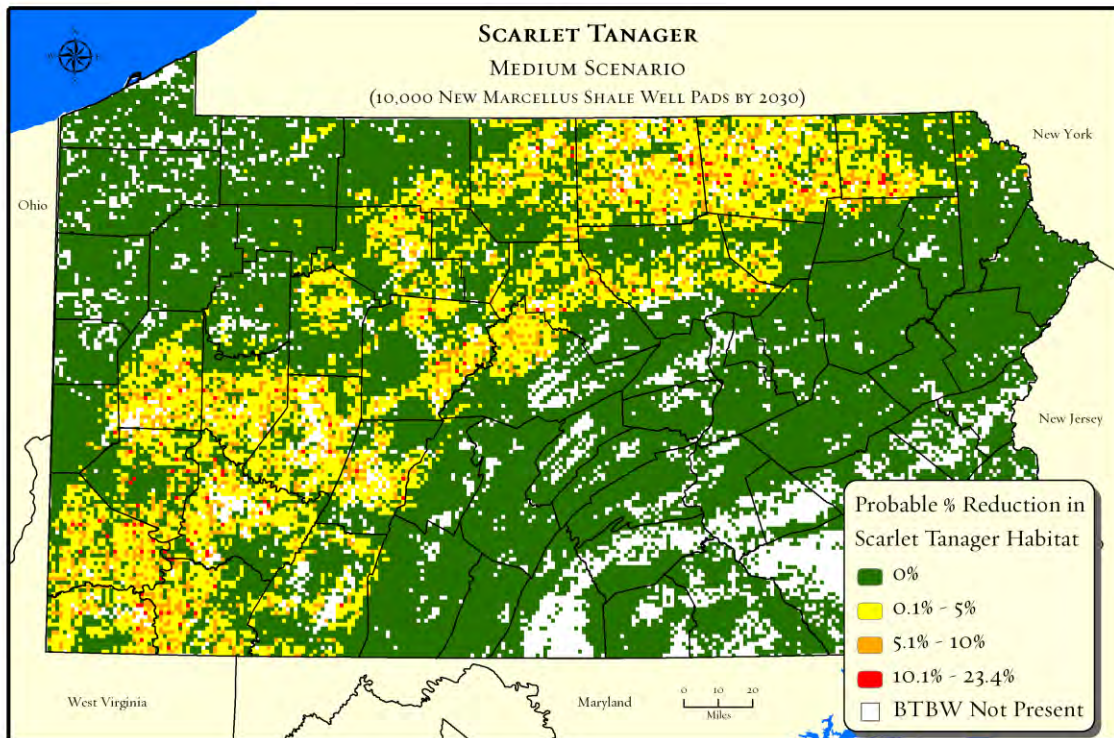 Scarlet Tanager
Medium Scenario
(10,000 New Marcellus Shale Well Pads by 2030)
New York
Ohio
New Jersey
Probable % Reduction in
Scarlet Tanager Habitat
0%
0.1% - 5%
5.1% - 10%
10.1% - 23.4%
BTBW Not Present
West Virginia
Maryland
0 10 20
Miles